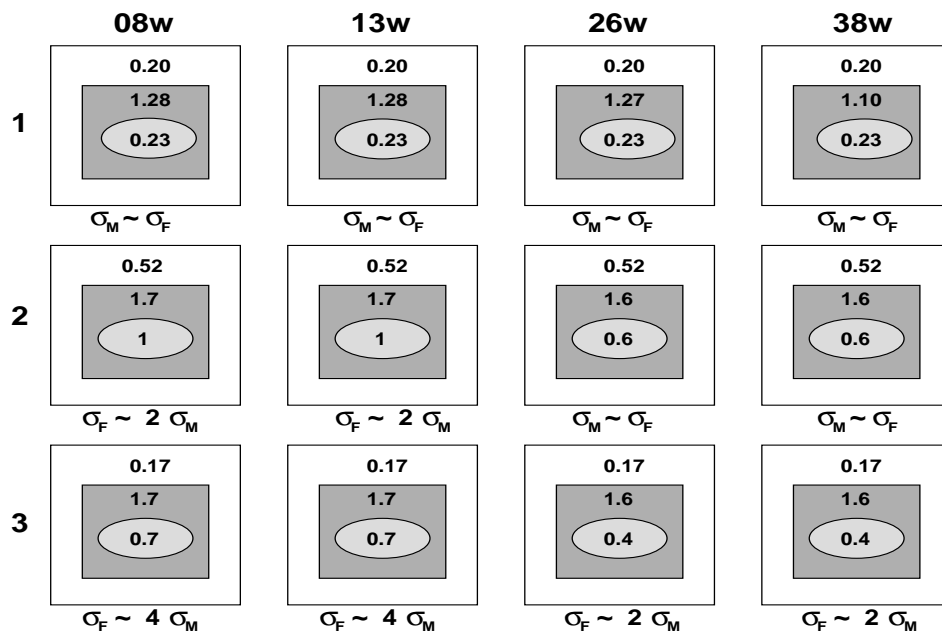 08w 13w 26w 38w
1
0.20 0.20 0.20 0.20
1.28 1.28 1.27 1.10
0.23 0.23 0.23 0.23
σM ~ σF σM ~ σF σM ~ σF σM ~ σF
2
0.52 0.52 0.52 0.52
1.7 1.7 1.6 1.6
1 1 0.6 0.6
σF ~ 2 σM σF ~ 2 σM σM ~ σF σM ~ σF
3
0.17 0.17 0.17 0.17
1.7 1.7 1.6 1.6
0.7 0.7 0.4 0.4
σF ~ 4 σM σF ~ 4 σM σF ~ 2 σM σF ~ 2 σM